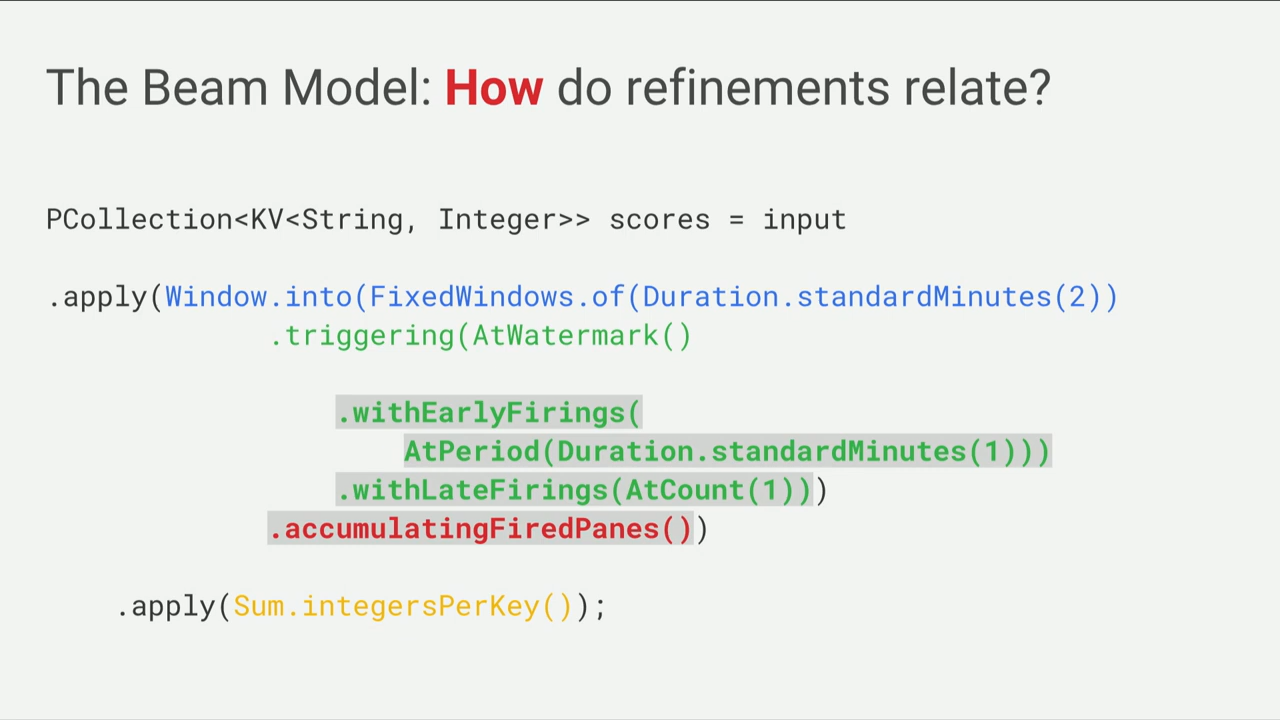 The Beam Model: How do refinements relate?
PCollection<KV<String, Integer>> scores = input
.apply(Window.into(FixedWindows.of(Duration.standardMinutes(2))
.triggering(AtWatermark()
.withEarlyFirings(
AtPeriod(Duration.standardMinutes(1)))
.withLateFirings(AtCount(1)))
.accumulatingFiredPanes())
.apply(Sum.integersPerKey());